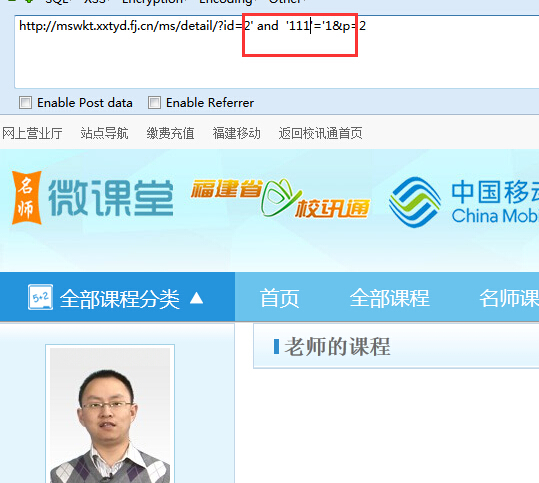 SQL XSS Encryption Encoding Other
http://mswkt.xxtyd.fj.cn/ms/detail/?id=2' and '111'='1&p=2
Enable Post data Enable Referrer
网上营业厅 站点导航 缴费充值 福建移动 返回校讯通首页
名师 微课堂 福建省校讯通 中国移动
China Mob
5+2 全部课程分类 ▲ 首页 全部课程 名师课
老师的课程